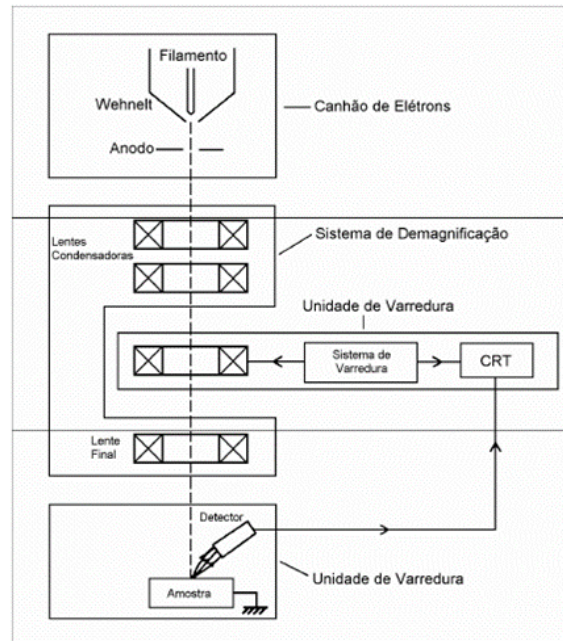 Filamento
Wehnelt
Canhão de Elétrons
Anodo
Lentes
Condensadoras
Sistema de Demagnificação
Unidade de Varredura
Sistema de
Varredura
CRT
Lente
Final
Detector
Amostra
Unidade de Varredura